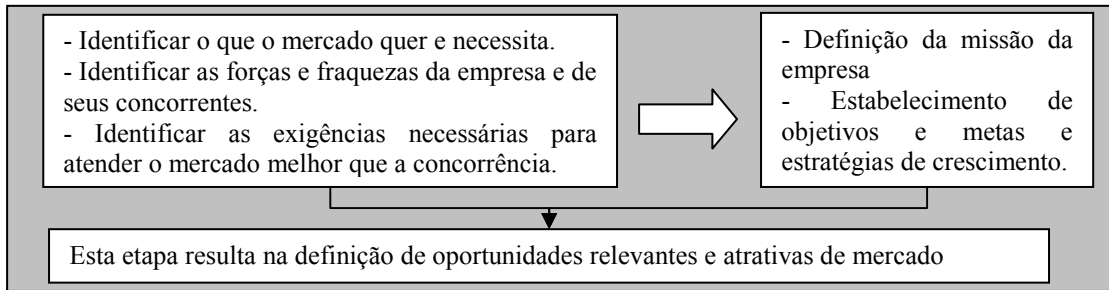 - Identificar o que o mercado quer e necessita.
- Identificar as forças e fraquezas da empresa e de
seus concorrentes.
- Identificar as exigências necessárias para
atender o mercado melhor que a concorrência.
- Definição da missão da
empresa
- Estabelecimento de
objetivos e metas e
estratégias de crescimento.
Esta etapa resulta na definição de oportunidades relevantes e atrativas de mercado